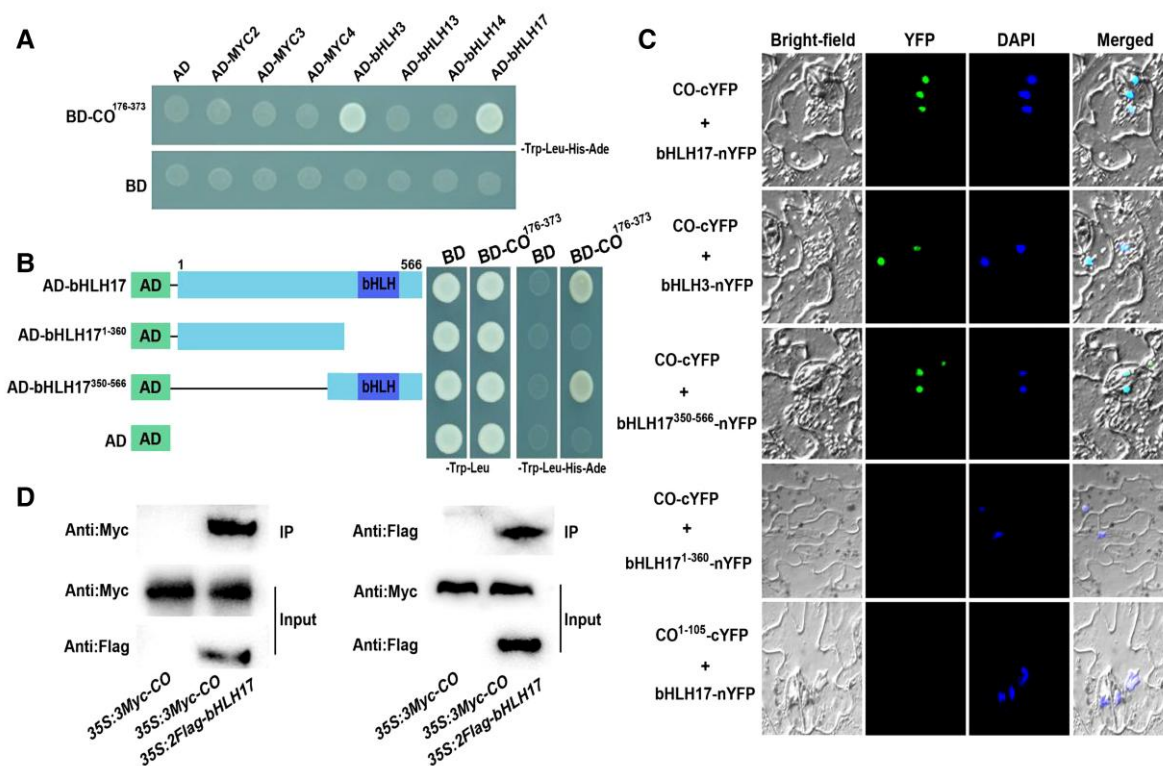 A
AD
AD-MYC2
AD-MYC3
AD-MYC4
AD-bHLH3
AD-bHLH13
AD-bHLH14
AD-bHLH17
BD-CO176-373
BD
-Trp-Leu-His-Ade
B
1
566
AD-bHLH17
AD
bHLH
AD-bHLH171-360
AD
AD-bHLH17350-566
AD
bHLH
AD
AD
BD
BD-CO176-373
BD
BD-CO176-373
-Trp-Leu
-Trp-Leu-His-Ade
C
Bright-field
YFP
DAPI
Merged
CO-cYFP
+
bHLH17-nYFP
CO-cYFP
+
bHLH3-nYFP
CO-cYFP
+
bHLH17350-566-nYFP
CO-cYFP
+
bHLH171-360-nYFP
CO1-105-cYFP
+
bHLH17-nYFP
D
Anti:Myc
IP
Anti:Myc
Anti:Flag
Input
35S:3Myc-CO
35S:3Myc-CO
35S:2Flag-bHLH17
Anti:Flag
IP
Anti:Myc
Anti:Flag
Input
35S:3Myc-CO
35S:3Myc-CO
35S:2Flag-bHLH17